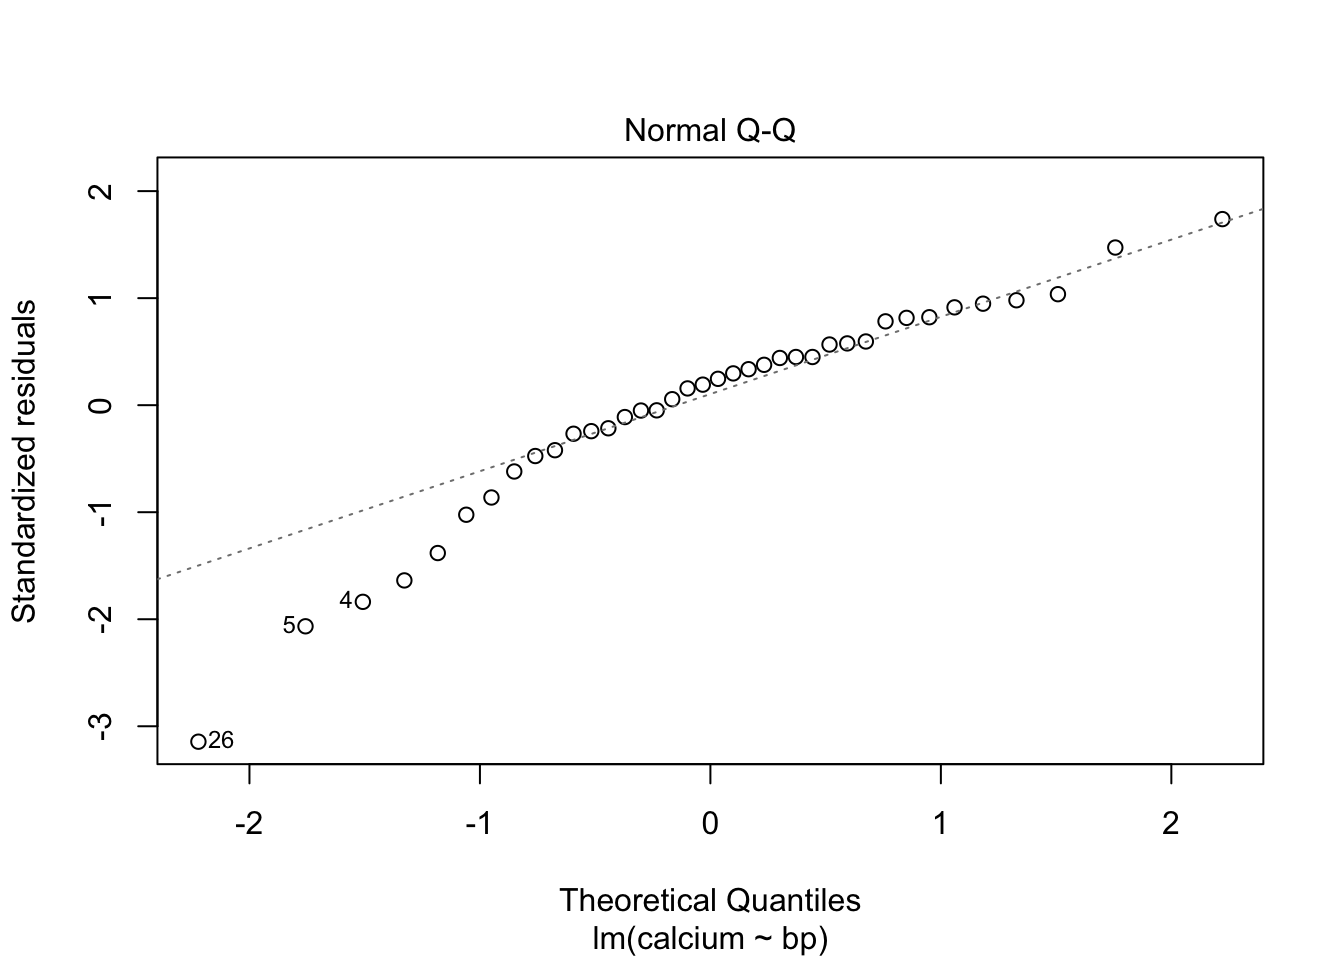 Normal Q-Q
Standardized residuals
2
1
0
-1
-2
-3
4
5
26
-2 -1 0 1 2
Theoretical Quantiles
lm(calcium ~ bp)